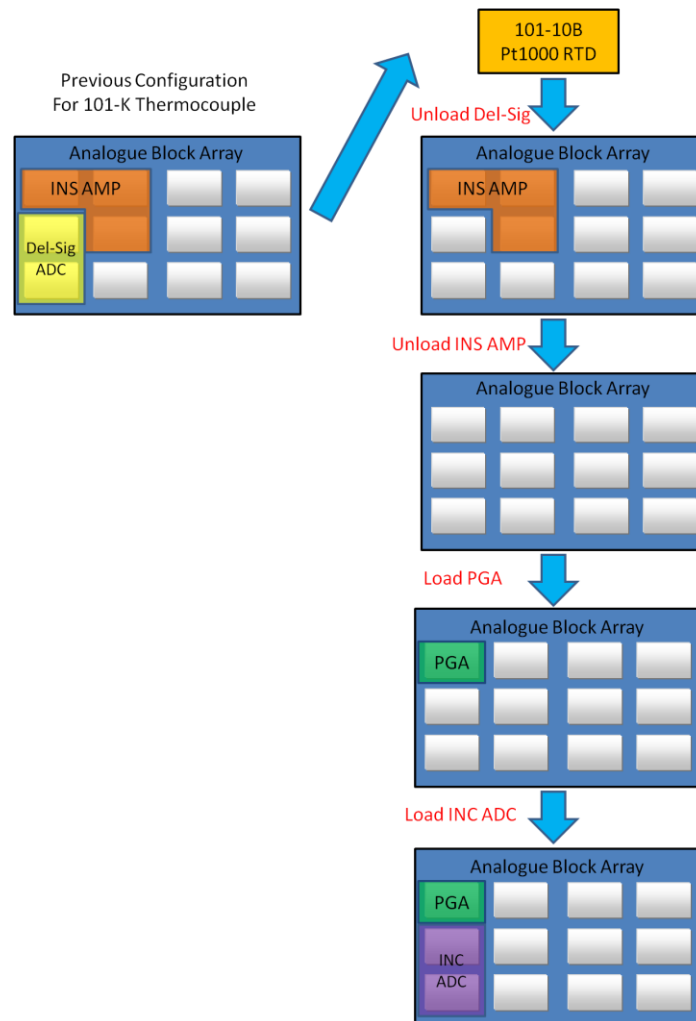 101-10B
Pt1000 RTD
Previous Configuration
For 101-K Thermocouple
Unload Del-Sig
Analogue Block Array
INS AMP
Del-Sig
ADC
Analogue Block Array
INS AMP
Unload INS AMP
Analogue Block Array
Load PGA
Analogue Block Array
PGA
Load INC ADC
Analogue Block Array
PGA
INC
ADC